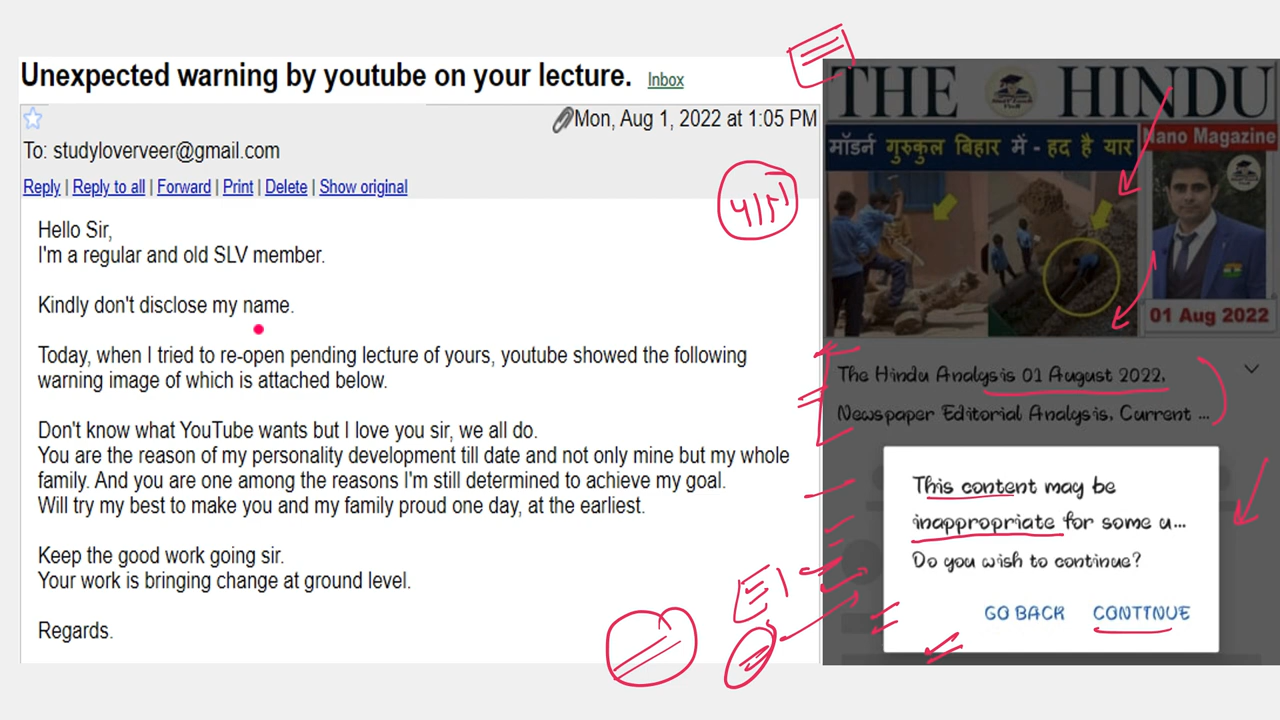 Unexpected warning by youtube on your lecture. Inbox
Mon, Aug 1, 2022 at 1:05 PM
To: studyloverveer@gmail.com
Reply | Reply to all | Forward | Print | Delete | Show original
Hello Sir,
I'm a regular and old SLV member.
Kindly don't disclose my name.
Today, when I tried to re-open pending lecture of yours, youtube showed the following
warning image of which is attached below.
Don't know what YouTube wants but I love you sir, we all do.
You are the reason of my personality development till date and not only mine but my whole
family. And you are one among the reasons I'm still determined to achieve my goal.
Will try my best to make you and my family proud one day, at the earliest.
Keep the good work going sir.
Your work is bringing change at ground level.
Regards.
THE HINDU
मॉडर्न गुरुकुल बिहार में - हद है यार
Nano Magazine
01 Aug 2022
The Hindu Analysis 01 August 2022,
Newspaper Editorial Analysis, Current ...
This content may be
inappropriate for some u...
Do you wish to continue?
GO BACK CONTINUE